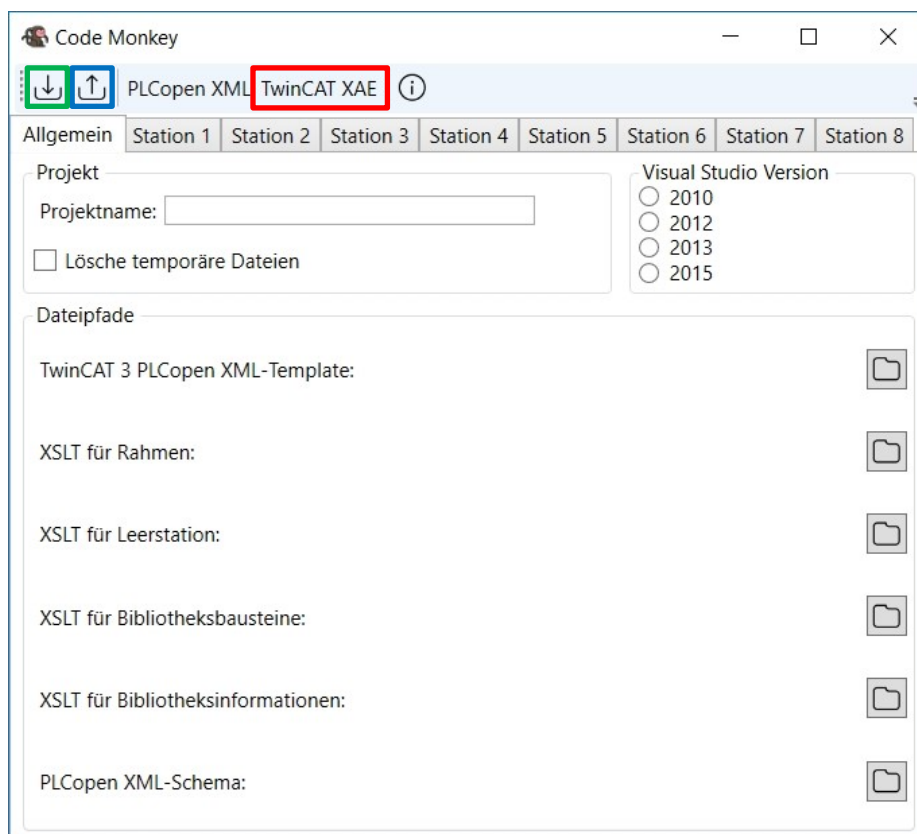 Code Monkey
PLCopen XML TwinCAT XAE
Allgemein Station 1 Station 2 Station 3 Station 4 Station 5 Station 6 Station 7 Station 8
Projekt
Projektname:
Lösche temporäre Dateien
Visual Studio Version
2010
2012
2013
2015
Dateipfade
TwinCAT 3 PLCopen XML-Template:
XSLT für Rahmen:
XSLT für Leerstation:
XSLT für Bibliotheksbausteine:
XSLT für Bibliotheksinformationen:
PLCopen XML-Schema: